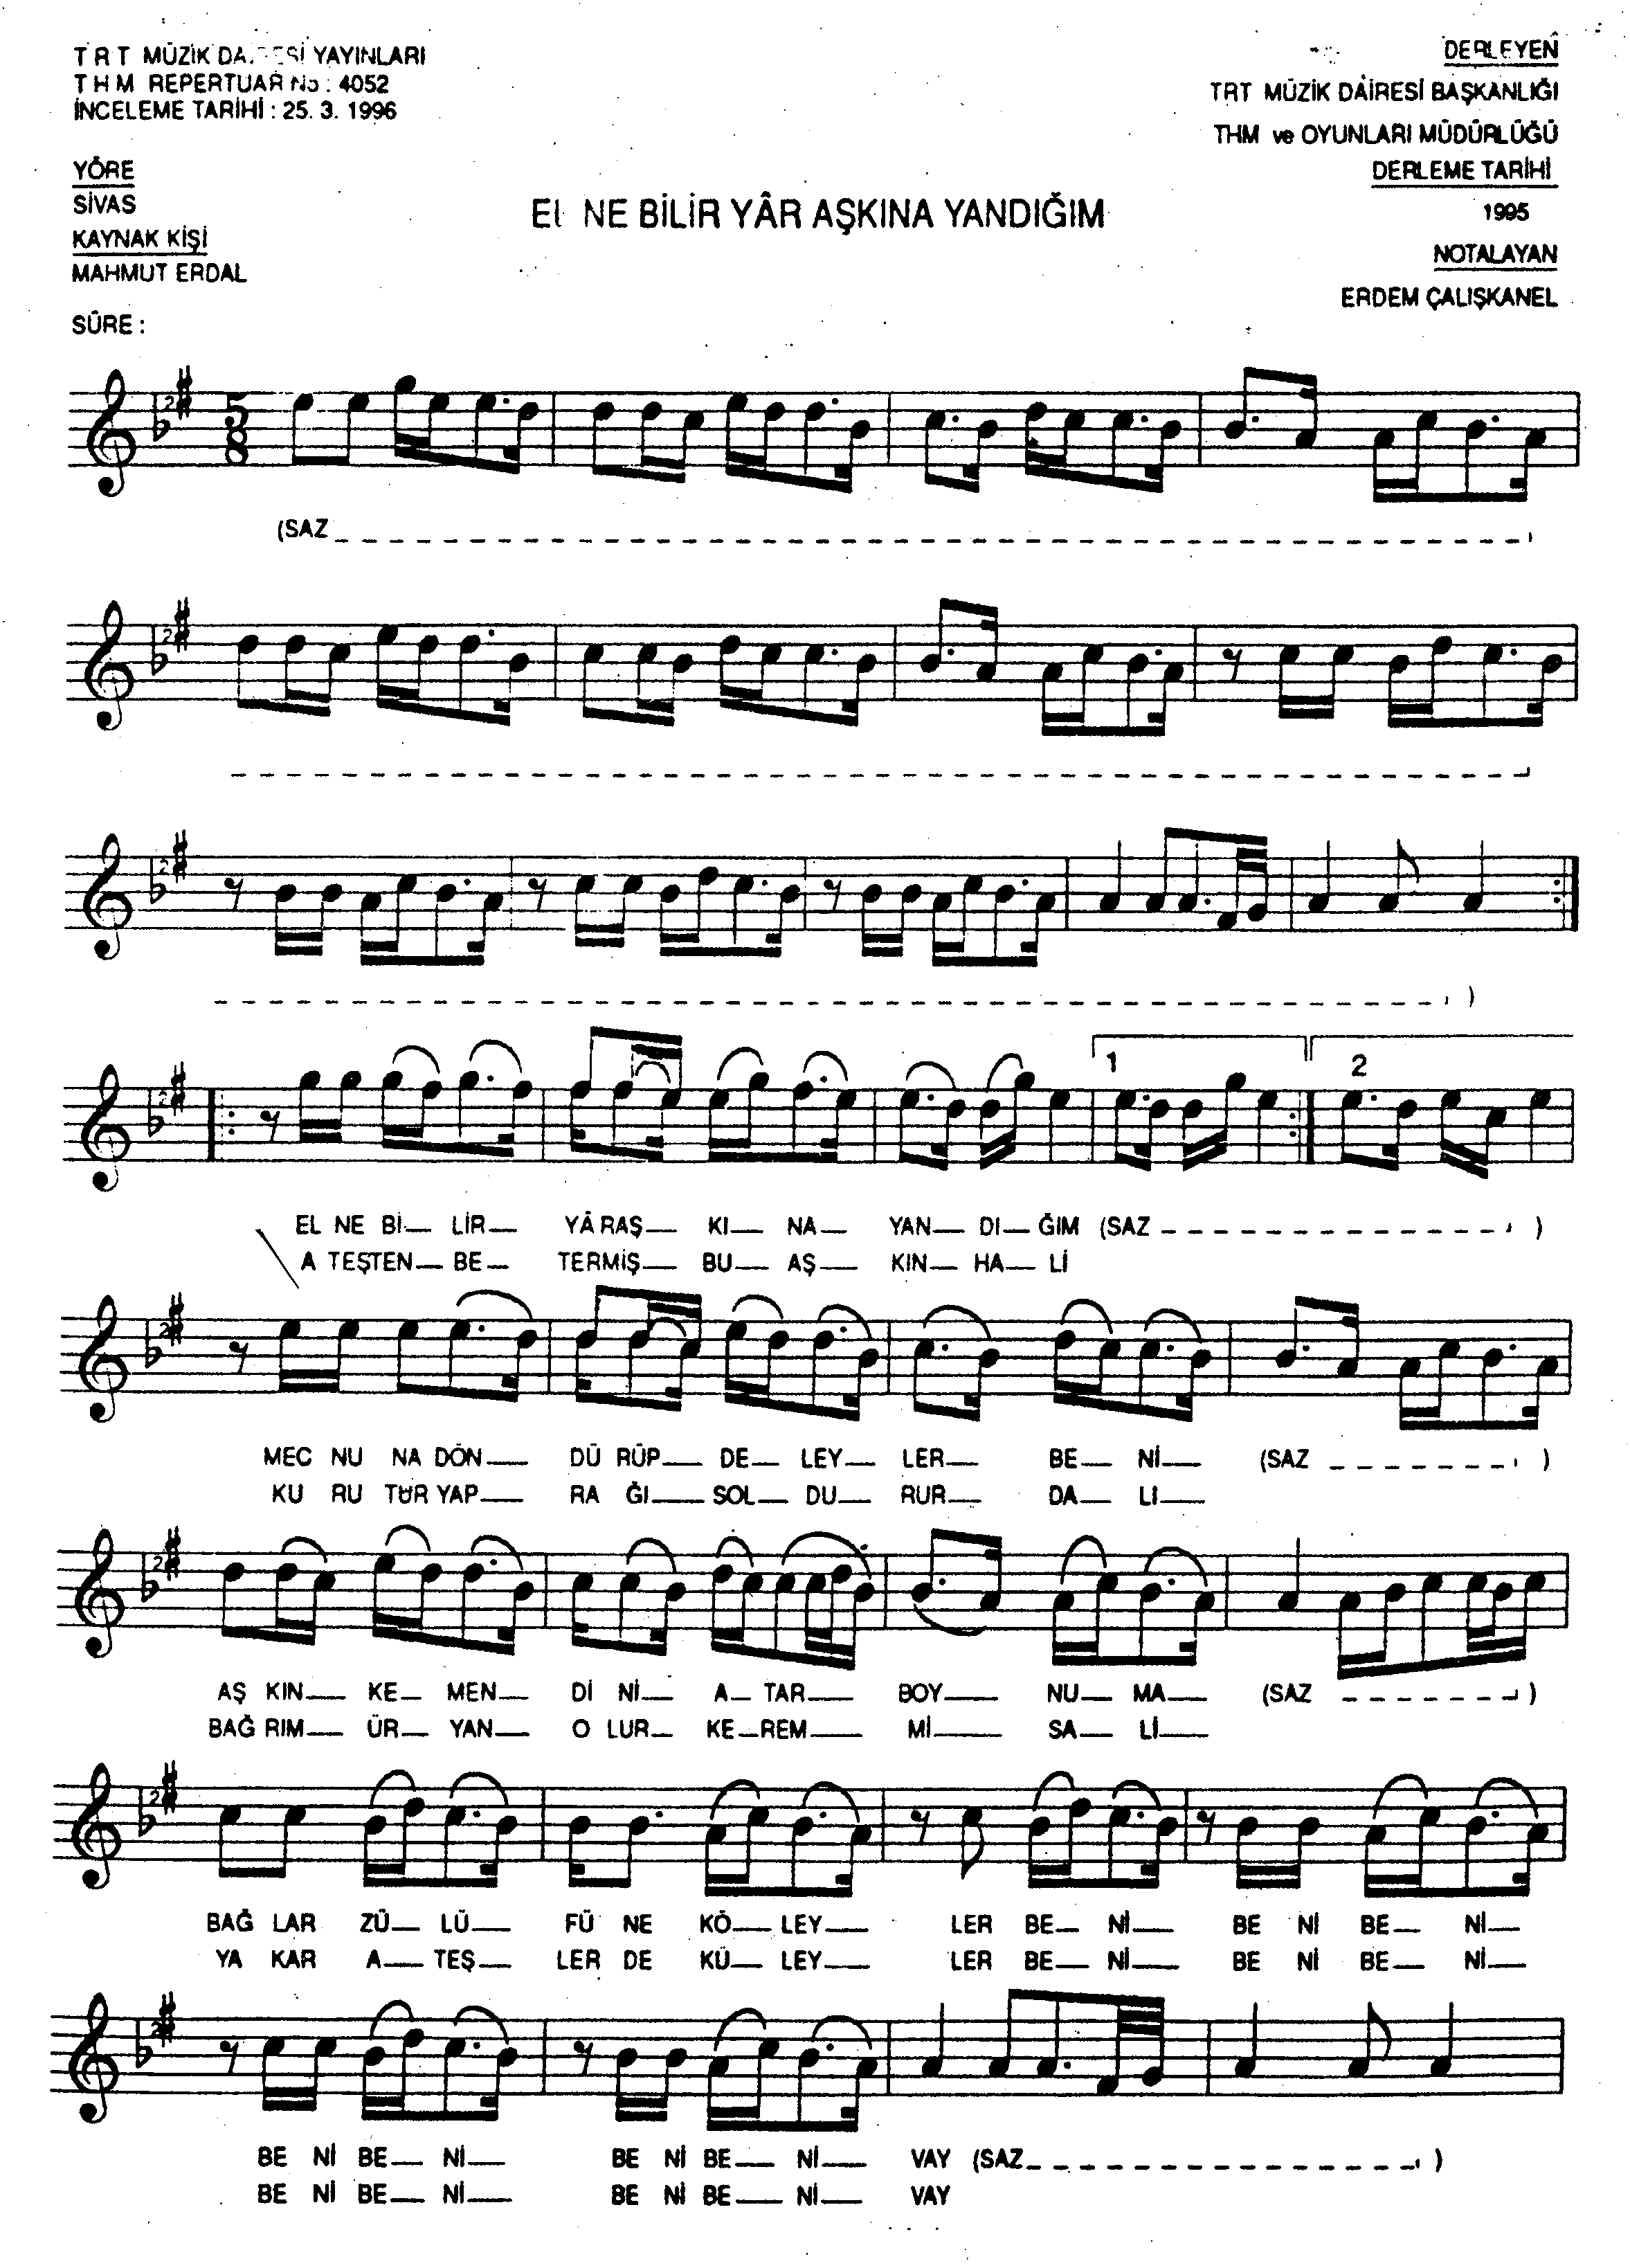 T R T MÜZİK DAİRESİ YAYINLARI
T H M REPERTUAR No : 4052
İNCELEME TARİHİ : 25. 3. 1996
YÖRE
SİVAS
KAYNAK KİŞİ
MAHMUT ERDAL
SÜRE :
EL NE BİLİR YÂR AŞKINA YANDIĞIM
DERLEYEN
TRT MÜZİK DAİRESİ BAŞKANLIĞI
THM ve OYUNLARI MÜDÜRLÜĞÜ
DERLEME TARİHİ
1995
NOTALAYAN
ERDEM ÇALIŞKANEL
(SAZ
1 2
EL NE Bİ LİR YÂ RAŞ KI NA YAN DI ĞIM (SAZ )
A TEŞTEN BE TERMİŞ BU AŞ KIN HA Lİ
MEC NU NA DÖN DÜ RÜP DE LEY LER BE Nİ (SAZ )
KU RU TUR YAP RA ĞI SOL DU RUR DA LI
AŞ KIN KE MEN Dİ Nİ A TAR BOY NU MA (SAZ )
BAĞ RIM ÜR YAN O LUR KE REM Mİ SA Lİ
BAĞ LAR ZÜ LÜ FÜ NE KÖ LEY LER BE Nİ BE Nİ BE Nİ
YA KAR A TEŞ LER DE KÜ LEY LER BE Nİ BE Nİ BE Nİ
BE Nİ BE Nİ BE Nİ BE Nİ VAY (SAZ )
BE Nİ BE Nİ BE Nİ BE Nİ VAY